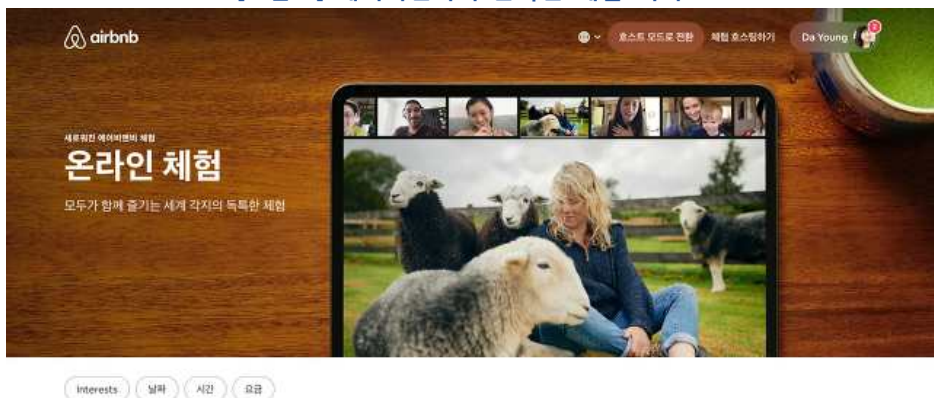 airbnb
호스트 모드로 전환
체험 호스팅하기
Da Young
2
새로워진 에어비앤비 체험
온라인 체험
모두가 함께 즐기는 세계 각지의 독특한 체험
Interests
날짜
시간
요금